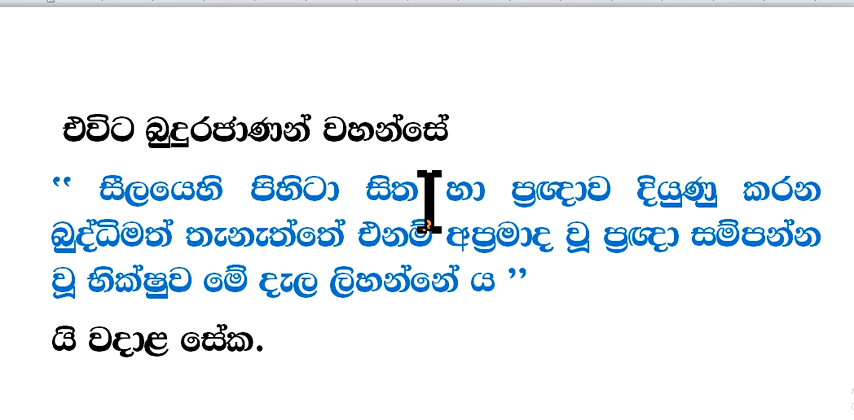 එවිට බුදුරජාණන් වහන්සේ
“ සීලයෙහි පිහිටා සිත හා ප්‍රඥාව දියුණු කරන
බුද්ධිමත් තැනැත්තේ එනම් අප්‍රමාද වූ ප්‍රඥා සම්පන්න
වූ භික්ෂුව මේ දැල ලිහන්නේ ය ”
යි වදාළ සේක.